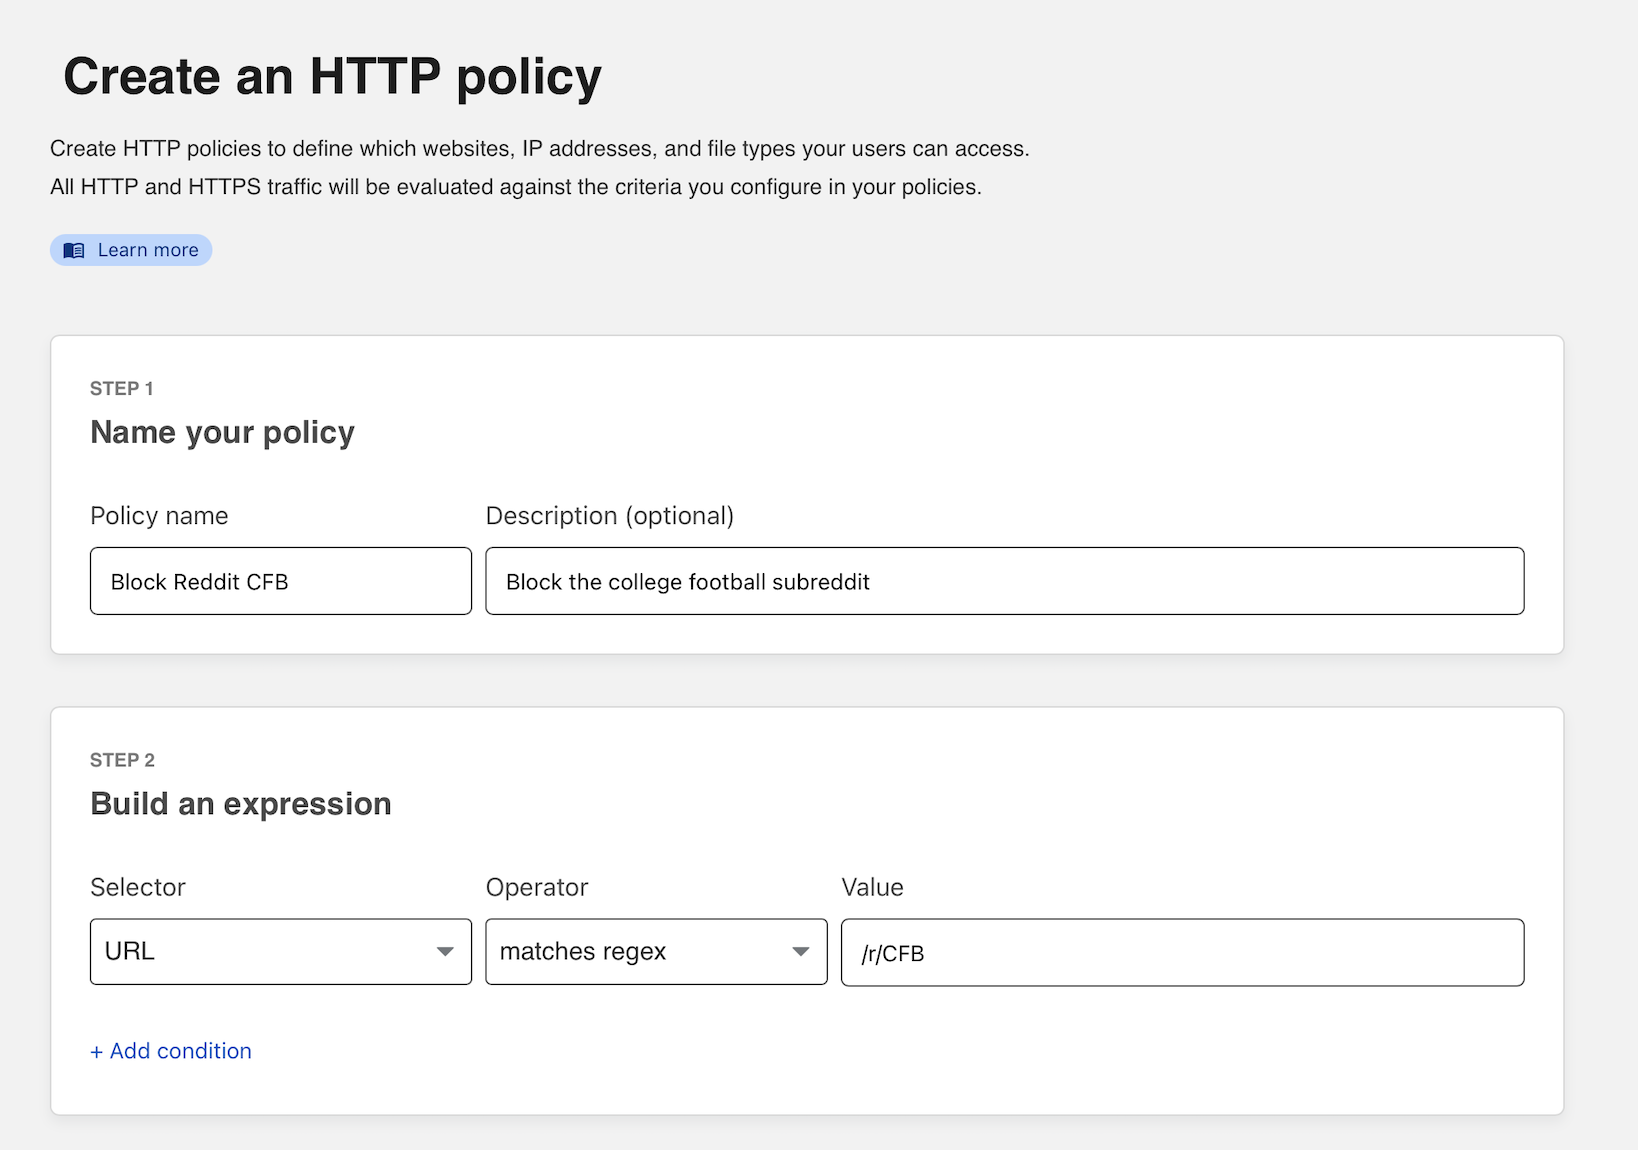 Create an HTTP policy
Create HTTP policies to define which websites, IP addresses, and file types your users can access.
All HTTP and HTTPS traffic will be evaluated against the criteria you configure in your policies.
Learn more
STEP 1
Name your policy
Policy name
Description (optional)
Block Reddit CFB
Block the college football subreddit
STEP 2
Build an expression
Selector
Operator
Value
URL
matches regex
/r/CFB
+ Add condition